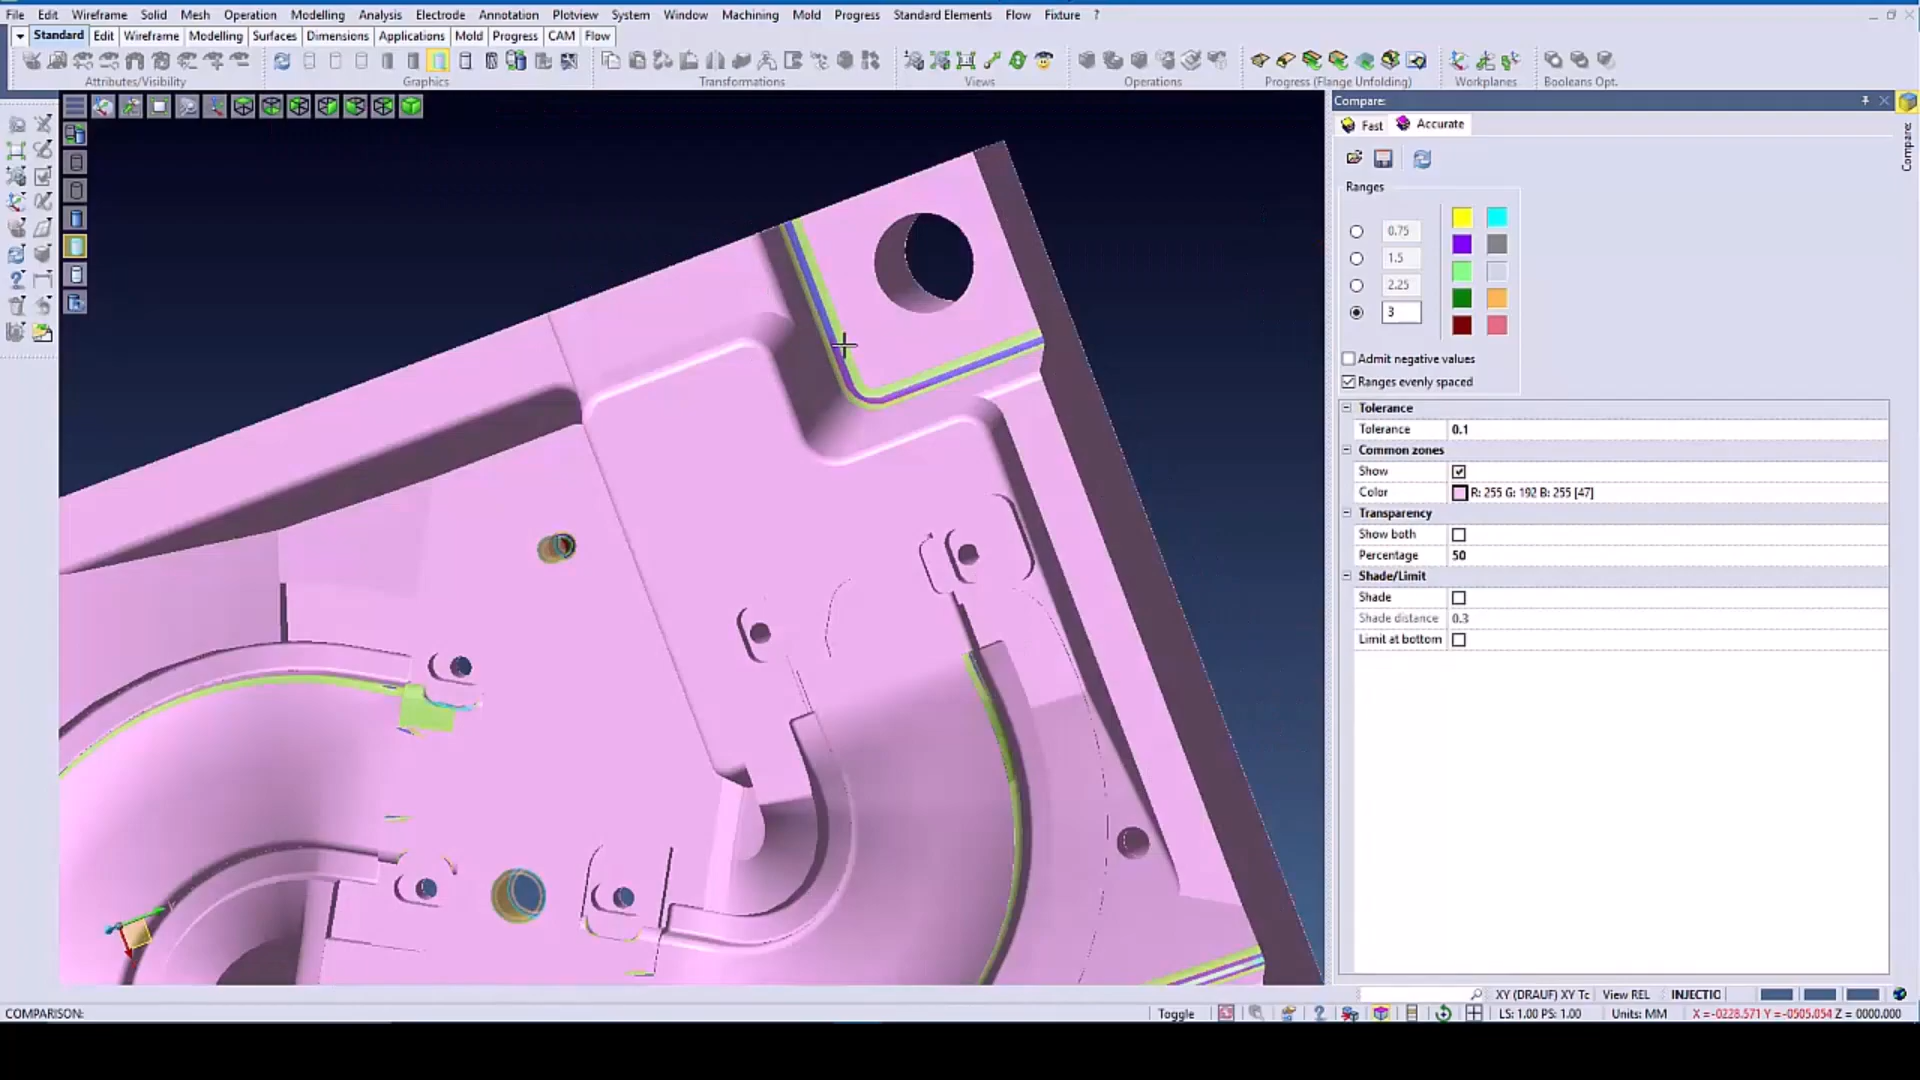 File Edit Wireframe Solid Mesh Operation Modelling Analysis Electrode Annotation Plotview System Window Machining Mold Progress Standard Elements Flow Fixture ?
Standard Edit Wireframe Modelling Surfaces Dimensions Applications Mold Progress CAM Flow
Attributes/Visibility Graphics Transformations Views Operations Progress (Flange Unfolding) Workplanes Booleans Opt.
Compare:
Fast Accurate
Compare:
Ranges
0.75
1.5
2.25
3
Admit negative values
Ranges evenly spaced
Tolerance
Tolerance 0.1
Common zones
Show
Color R: 255 G: 192 B: 255 [47]
Transparency
Show both
Percentage 50
Shade/Limit
Shade
Shade distance 0.3
Limit at bottom
XY (DRAUF) XY Tc View REL INJECTIO
COMPARISON: Toggle LS: 1.00 PS: 1.00 Units: MM X =-0228.571 Y =-0505.054 Z = 0000.000